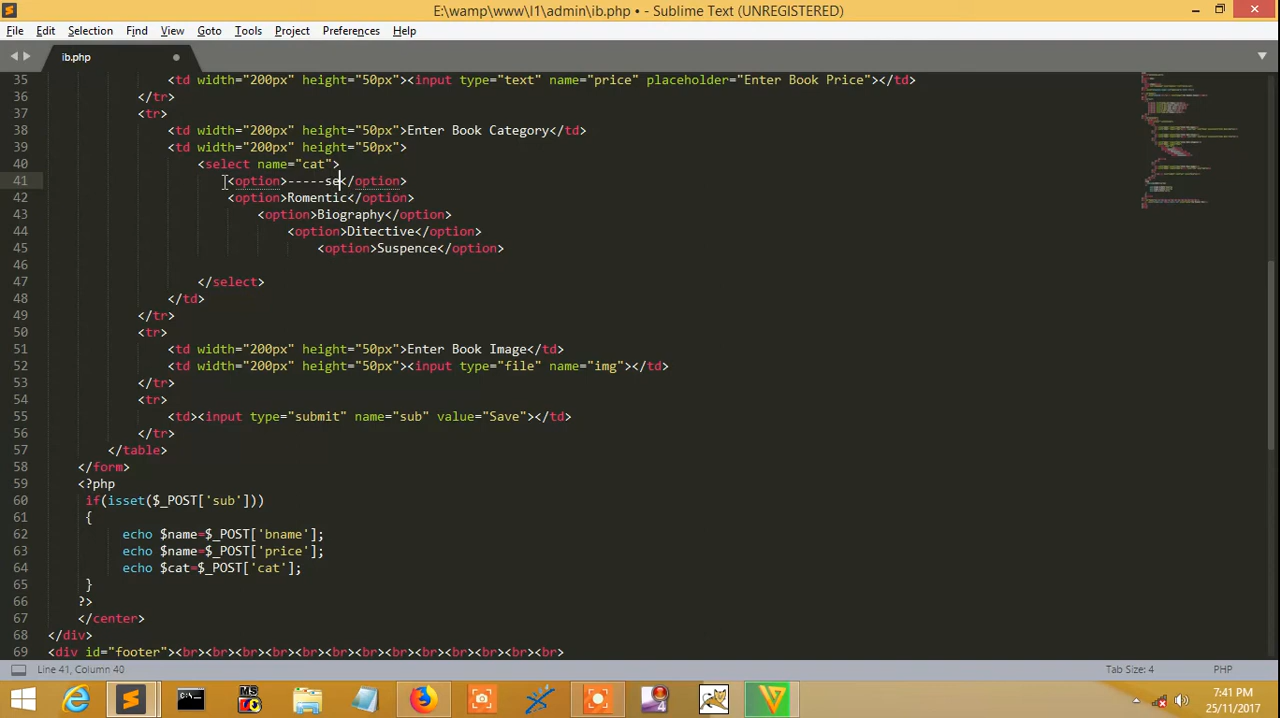 E:\wamp\www\l1\admin\ib.php • - Sublime Text (UNREGISTERED)
File Edit Selection Find View Goto Tools Project Preferences Help
ib.php
35 <td width="200px" height="50px"><input type="text" name="price" placeholder="Enter Book Price"></td>
36 </tr>
37 <tr>
38 <td width="200px" height="50px">Enter Book Category</td>
39 <td width="200px" height="50px">
40 <select name="cat">
41 <option>-----se</option>
42 <option>Romentic</option>
43 <option>Biography</option>
44 <option>Ditective</option>
45 <option>Suspence</option>
46
47 </select>
48 </td>
49 </tr>
50 <tr>
51 <td width="200px" height="50px">Enter Book Image</td>
52 <td width="200px" height="50px"><input type="file" name="img"></td>
53 </tr>
54 <tr>
55 <td><input type="submit" name="sub" value="Save"></td>
56 </tr>
57 </table>
58 </form>
59 <?php
60 if(isset($_POST['sub']))
61 {
62 echo $name=$_POST['bname'];
63 echo $name=$_POST['price'];
64 echo $cat=$_POST['cat'];
65 }
66 ?>
67 </center>
68 </div>
69 <div id="footer"><br><br><br><br><br><br><br><br><br><br><br><br><br>
Line 41, Column 40 Tab Size: 4 PHP
MS
4
7:41 PM
25/11/2017